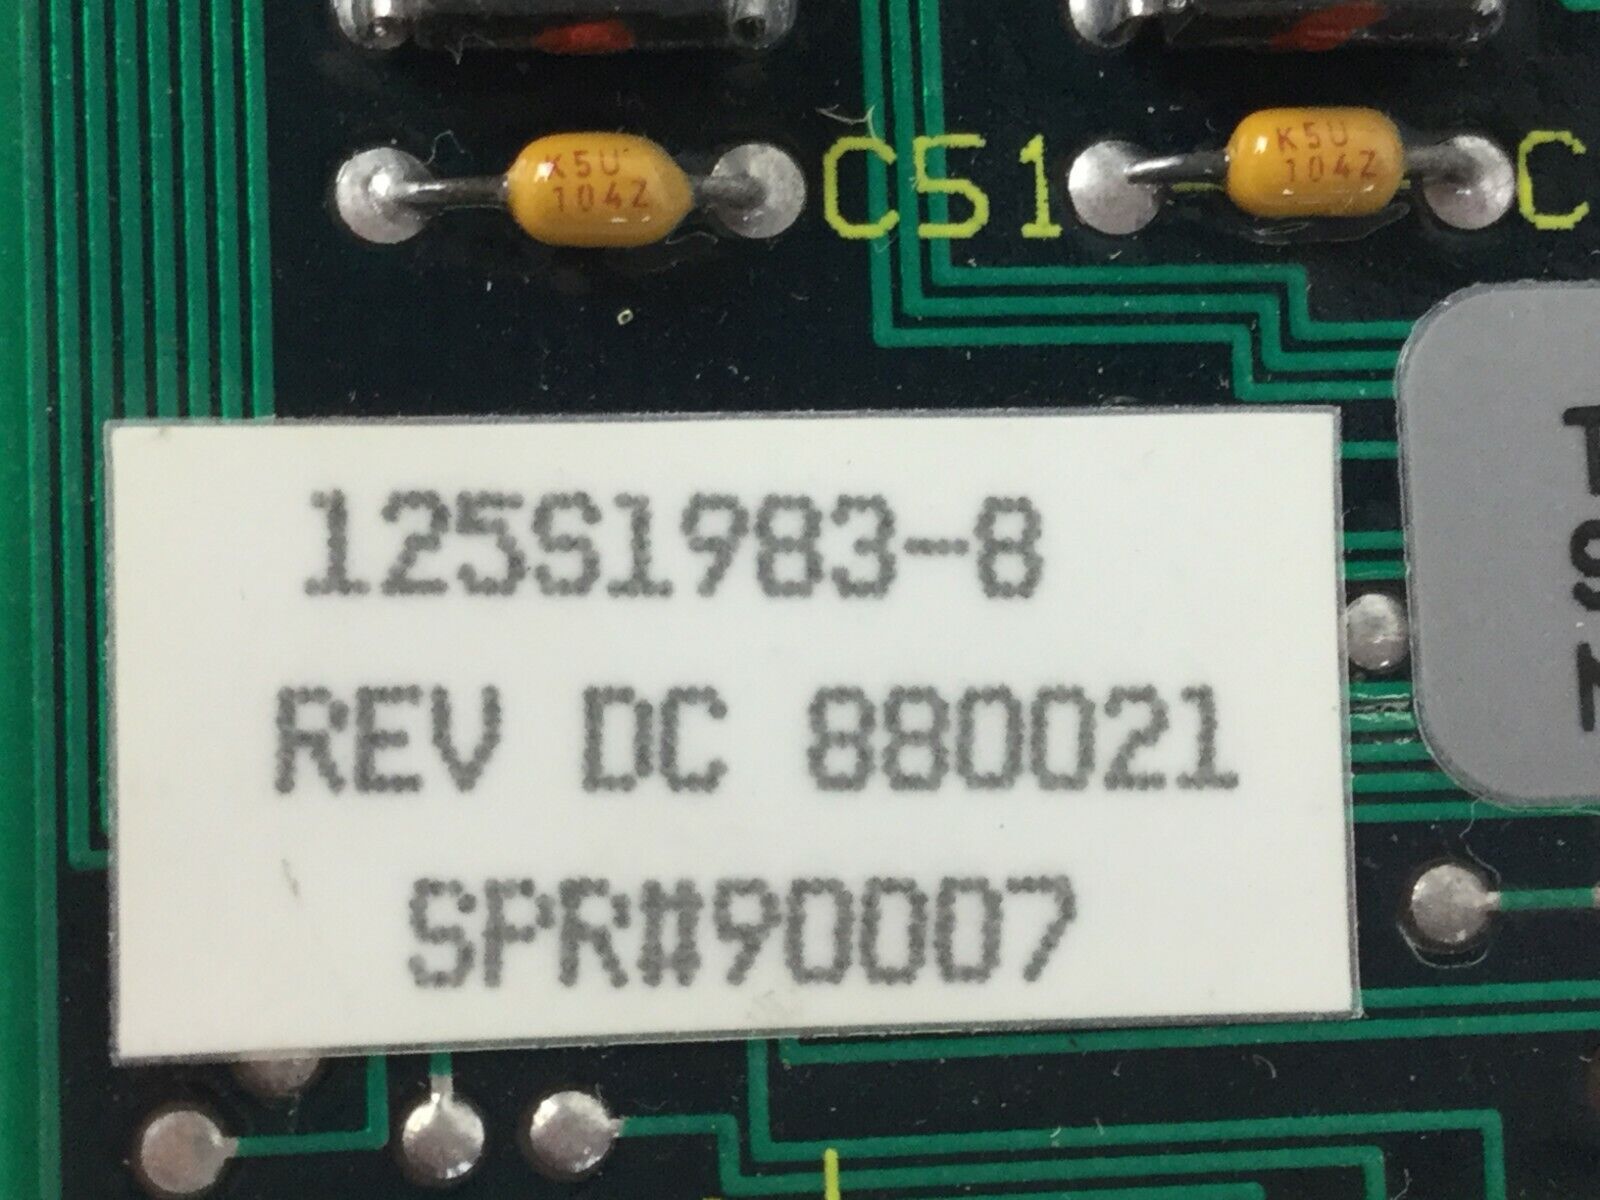 K5U
104Z
C51
K5U
104Z
C
125S1983-8
REV DC 880021
SPR#90007